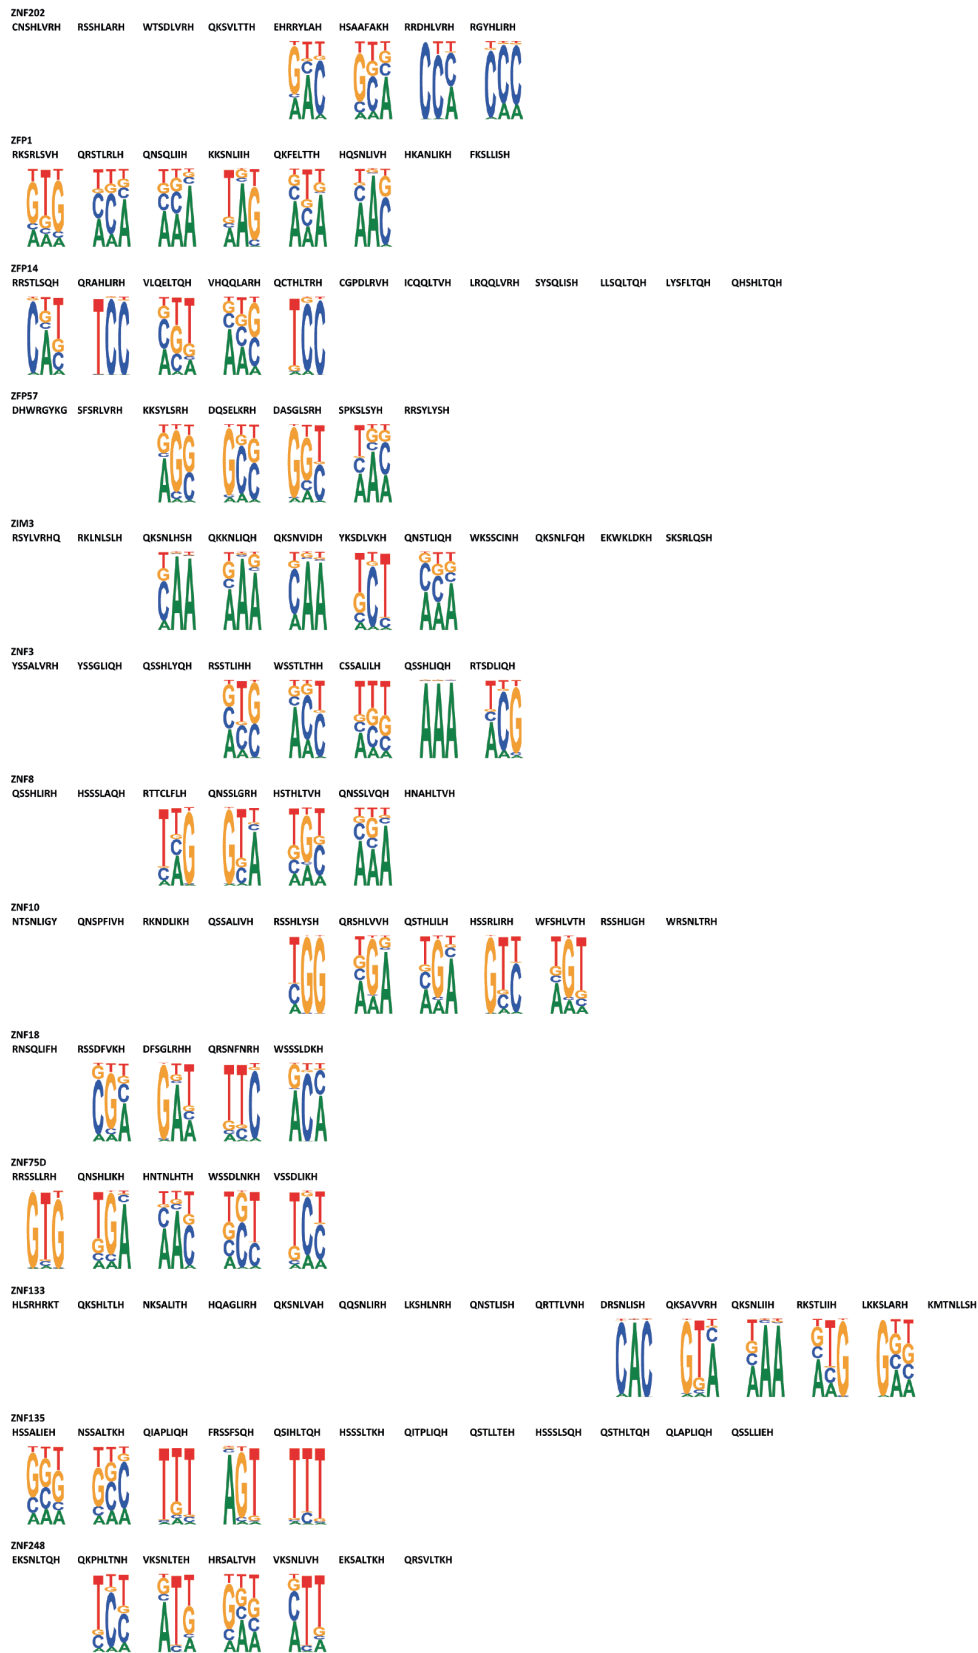 ZNF202
CNSHLVRH RSSHLARH WTSDLVRH QKSVLTTH EHRRYLAH HSAAFAKH RRDHLVRH RGYHLIRH
ZFP1
RKSRLSVH QRSTLRLH QNSQLIIH KKSNLIIH QKFELTTH HQSNLIVH HKANLIKH FKSLLISH
ZFP14
RRSTLSQH QRAHLIRH VLQELTQH VHQQLARH QCTHLTRH CGPDLRVH ICQQLTVH LRQQLVRH SYSQLISH LLSQLTQH LYSFLTQH QHSHLTQH
ZFP57
DHWRGYKG SFSRLVRH KKSYLSRH DQSELKRH DASGLSRH SPKSLSYH RRSYLYSH
ZIM3
RSYLVRHQ RKLNLSLH QKSNLHSH QKKNLIQH QKSNVIDH YKSDLVKH QNSTLIQH WKSSCINH QKSNLFQH EKWKLDKH SKSRLQSH
ZNF3
YSSALVRH YSSGLIQH QSSHLYQH RSSTLIHH WSSTLTHH CSSALILH QSSHLIQH RTSDLIQH
ZNF8
QSSHLIRH HSSSLAQH RTTCLFLH QNSSLGRH HSTHLTVH QNSSLVQH HNAHLTVH
ZNF10
NTSNLIGY QNSPFIVH RKNDLIKH QSSALIVH RSSHLYSH QRSHLVVH QSTHLILH HSSRLIRH WFSHLVTH RSSHLIGH WRSNLTRH
ZNF18
RNSQLIFH RSSDFVKH DFSGLRHH QRSNFNRH WSSSLDKH
ZNF75D
RRSSLLRH QNSHLIKH HNTNLHTH WSSDLNKH VSSDLIKH
ZNF133
HLSRHRKT QKSHLTLH NKSALITH HQAGLIRH QKSNLVAH QQSNLIRH LKSHLNRH QNSTLISH QRTTLVNH DRSNLISH QKSAVVRH QKSNLIIH RKSTLIIH LKKSLARH KMTNLLSH
ZNF135
HSSALIEH NSSALTKH QIAPLIQH FRSSFSQH QSIHLTQH HSSSLTKH QITPLIQH QSTLLTEH HSSSLSQH QSTHLTQH QLAPLIQH QSSLLIEH
ZNF248
EKSNLTQH QKPHLTNH VKSNLTEH HRSALTVH VKSNLIVH EKSALTKH QRSVLTKH